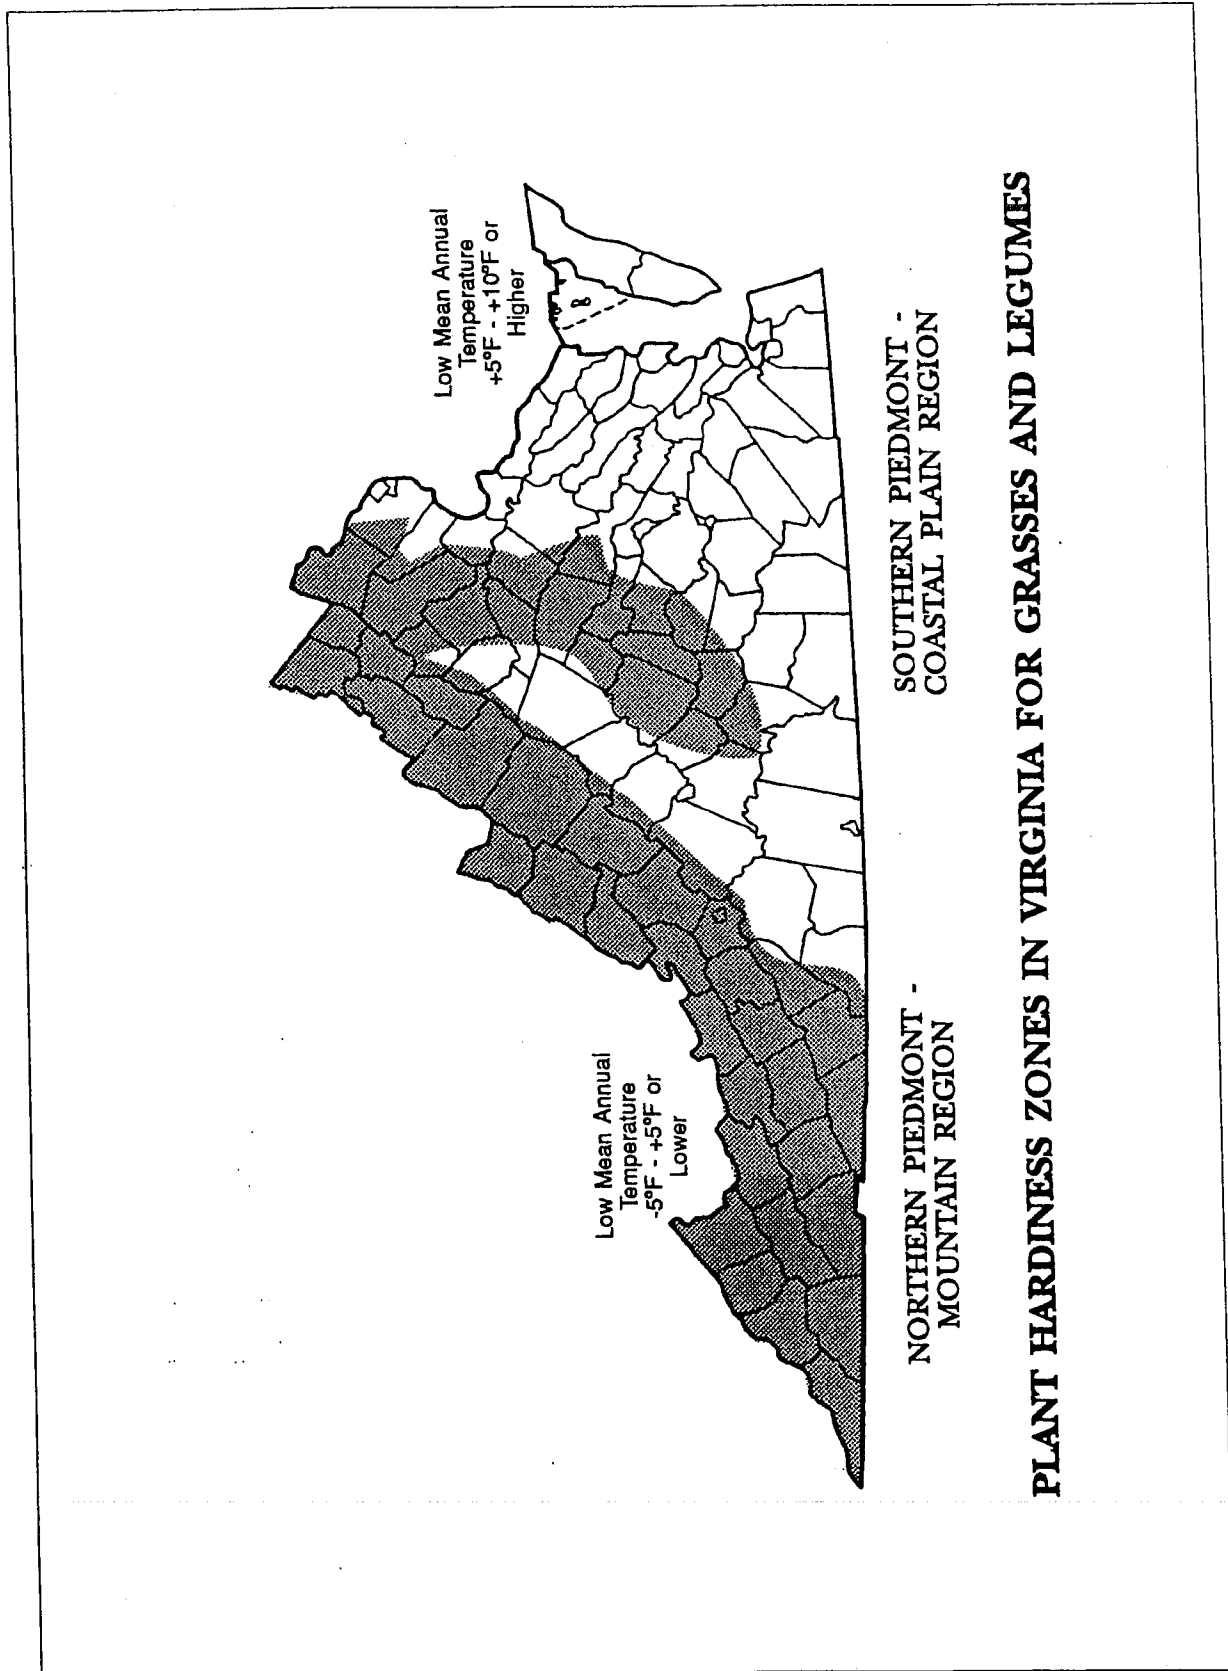 Low Mean Annual
Temperature
+5°F - +10°F or
Higher
Low Mean Annual
Temperature
-5°F - +5°F or
Lower
NORTHERN PIEDMONT -
MOUNTAIN REGION
SOUTHERN PIEDMONT -
COASTAL PLAIN REGION
PLANT HARDINESS ZONES IN VIRGINIA FOR GRASSES AND LEGUMES